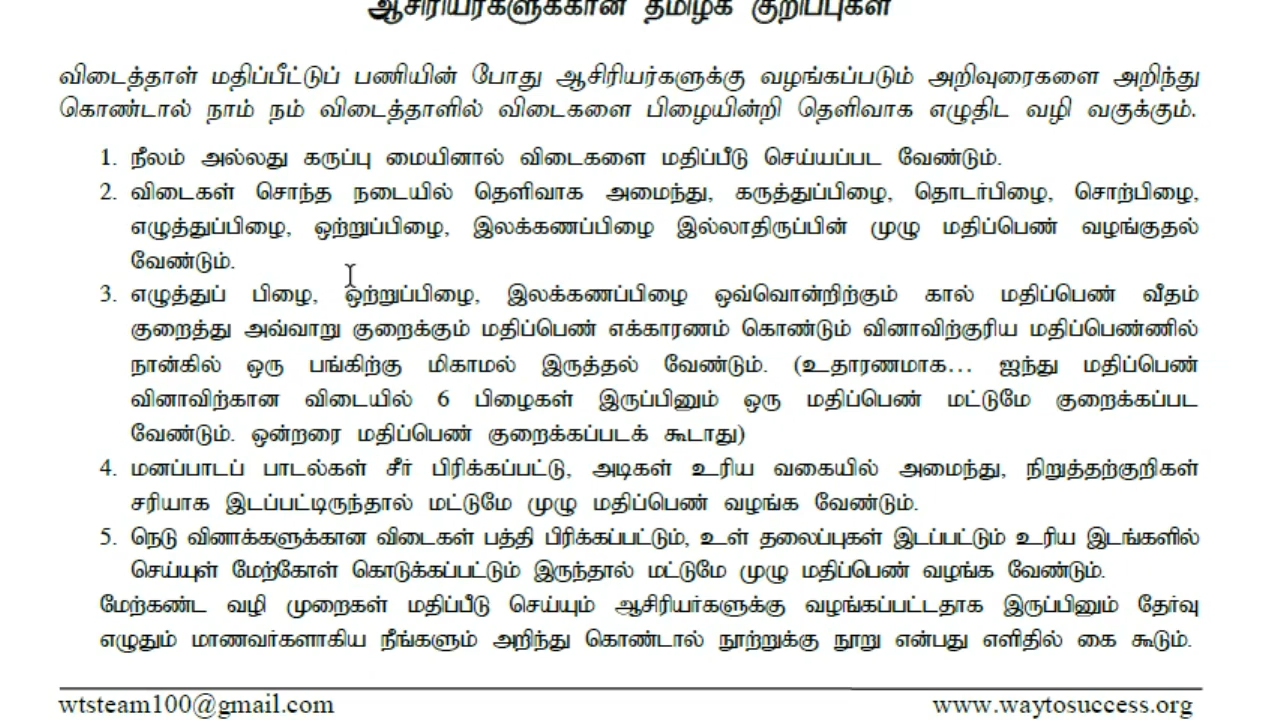 ஆசிரியர்களுக்கான தமிழ்க் குறிப்புகள்
விடைத்தாள் மதிப்பீட்டுப் பணியின் போது ஆசிரியர்களுக்கு வழங்கப்படும் அறிவுரைகளை அறிந்து
கொண்டால் நாம் நம் விடைத்தாளில் விடைகளை பிழையின்றி தெளிவாக எழுதிட வழி வகுக்கும்.
1. நீலம் அல்லது கருப்பு மையினால் விடைகளை மதிப்பீடு செய்யப்பட வேண்டும்.
2. விடைகள் சொந்த நடையில் தெளிவாக அமைந்து, கருத்துப்பிழை, தொடர்பிழை, சொற்பிழை,
எழுத்துப்பிழை, ஒற்றுப்பிழை, இலக்கணப்பிழை இல்லாதிருப்பின் முழு மதிப்பெண் வழங்குதல்
வேண்டும்.
3. எழுத்துப் பிழை, ஒற்றுப்பிழை, இலக்கணப்பிழை ஒவ்வொன்றிற்கும் கால் மதிப்பெண் வீதம்
குறைத்து அவ்வாறு குறைக்கும் மதிப்பெண் எக்காரணம் கொண்டும் வினாவிற்குரிய மதிப்பெண்ணில்
நான்கில் ஒரு பங்கிற்கு மிகாமல் இருத்தல் வேண்டும். (உதாரணமாக... ஐந்து மதிப்பெண்
வினாவிற்கான விடையில் 6 பிழைகள் இருப்பினும் ஒரு மதிப்பெண் மட்டுமே குறைக்கப்பட
வேண்டும். ஒன்றரை மதிப்பெண் குறைக்கப்படக் கூடாது)
4. மனப்பாடப் பாடல்கள் சீர் பிரிக்கப்பட்டு, அடிகள் உரிய வகையில் அமைந்து, நிறுத்தற்குறிகள்
சரியாக இடப்பட்டிருந்தால் மட்டுமே முழு மதிப்பெண் வழங்க வேண்டும்.
5. நெடு வினாக்களுக்கான விடைகள் பத்தி பிரிக்கப்பட்டும், உள் தலைப்புகள் இடப்பட்டும் உரிய இடங்களில்
செய்யுள் மேற்கோள் கொடுக்கப்பட்டும் இருந்தால் மட்டுமே முழு மதிப்பெண் வழங்க வேண்டும்.
மேற்கண்ட வழி முறைகள் மதிப்பீடு செய்யும் ஆசிரியர்களுக்கு வழங்கப்பட்டதாக இருப்பினும் தேர்வு
எழுதும் மாணவர்களாகிய நீங்களும் அறிந்து கொண்டால் நூற்றுக்கு நூறு என்பது எளிதில் கை கூடும்.
wtsteam100@gmail.com www.waytosuccess.org